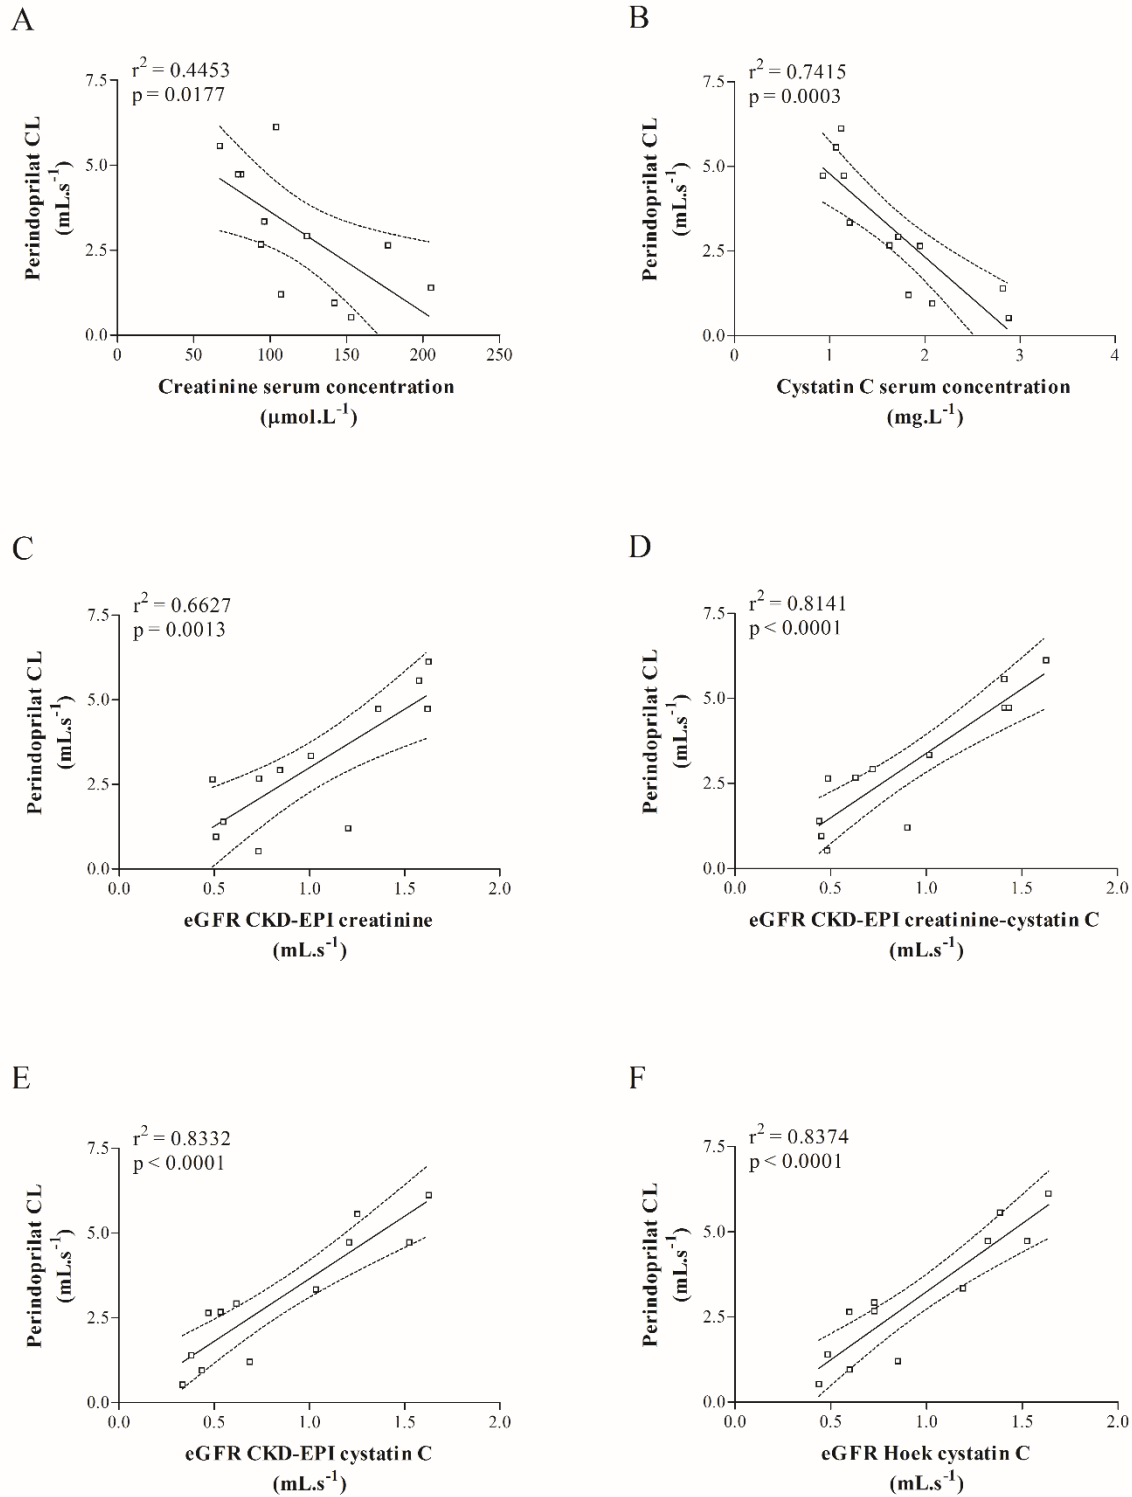 A
r² = 0.4453
p = 0.0177
7.5
5.0
2.5
0.0
Perindoprilat CL
(mL.s⁻¹)
0 50 100 150 200 250
Creatinine serum concentration
(µmol.L⁻¹)
B
r² = 0.7415
p = 0.0003
7.5
5.0
2.5
0.0
Perindoprilat CL
(mL.s⁻¹)
0 1 2 3 4
Cystatin C serum concentration
(mg.L⁻¹)
C
r² = 0.6627
p = 0.0013
7.5
5.0
2.5
0.0
Perindoprilat CL
(mL.s⁻¹)
0.0 0.5 1.0 1.5 2.0
eGFR CKD-EPI creatinine
(mL.s⁻¹)
D
r² = 0.8141
p < 0.0001
7.5
5.0
2.5
0.0
Perindoprilat CL
(mL.s⁻¹)
0.0 0.5 1.0 1.5 2.0
eGFR CKD-EPI creatinine-cystatin C
(mL.s⁻¹)
E
r² = 0.8332
p < 0.0001
7.5
5.0
2.5
0.0
Perindoprilat CL
(mL.s⁻¹)
0.0 0.5 1.0 1.5 2.0
eGFR CKD-EPI cystatin C
(mL.s⁻¹)
F
r² = 0.8374
p < 0.0001
7.5
5.0
2.5
0.0
Perindoprilat CL
(mL.s⁻¹)
0.0 0.5 1.0 1.5 2.0
eGFR Hoek cystatin C
(mL.s⁻¹)